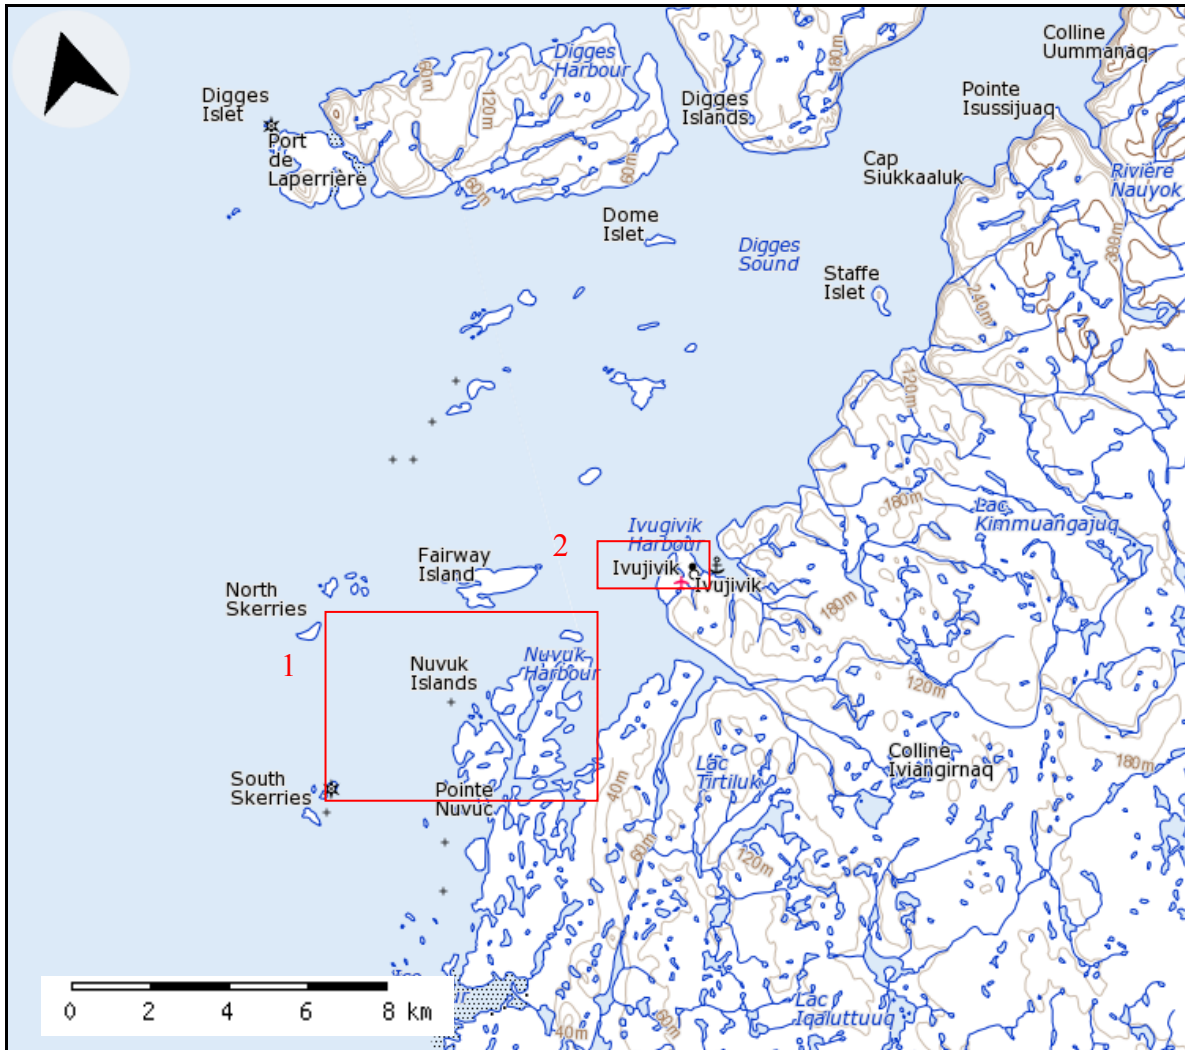 Colline
Uummanaq
Digges
Harbour
180m
60m
Digges
Islet
120m
Digges
Islands
Pointe
Isussijuaq
Port
de
Laperrière
60m
60m
Cap
Siukkaaluk
Rivière
Nauyok
Dome
Islet
Digges
Sound
300m
Staffe
Islet
240m
120m
180m
Lac
Kimmuangajuq
Ivugivik
Harbour
2
Fairway
Island
Ivujivik
Ivujivik
North
Skerries
180m
1
Nuvuk
Islands
Nuvuk
Harbour
120m
South
Skerries
Pointe
Nuvuc
Lac
Tirtiluk
40m
Colline
Iviangirnaq
180m
60m
120m
Lac
Iqaluttuuq
60m
40m
0 2 4 6 8 km